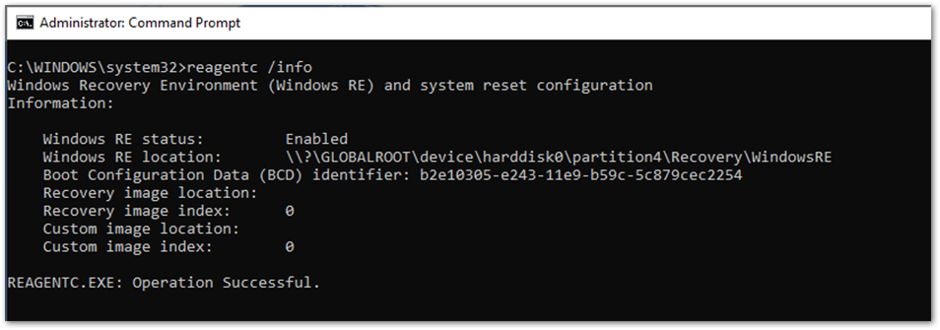 Administrator: Command Prompt
C:\WINDOWS\system32>reagentc /info
Windows Recovery Environment (Windows RE) and system reset configuration
Information:
Windows RE status: Enabled
Windows RE location: \\?\GLOBALROOT\device\harddisk0\partition4\Recovery\WindowsRE
Boot Configuration Data (BCD) identifier: b2e10305-e243-11e9-b59c-5c879cec2254
Recovery image location:
Recovery image index: 0
Custom image location:
Custom image index: 0
REAGENTC.EXE: Operation Successful.